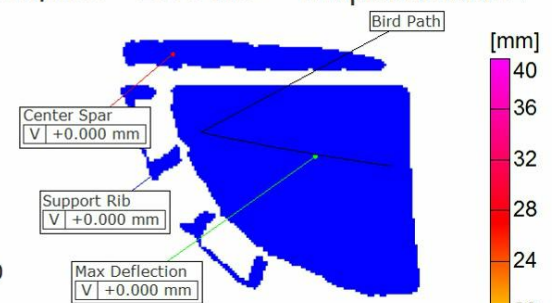 Bird Path
[mm]
40
Center Spar
V +0.000 mm
36
32
Support Rib
V +0.000 mm
28
24
Max Deflection
V +0.000 mm